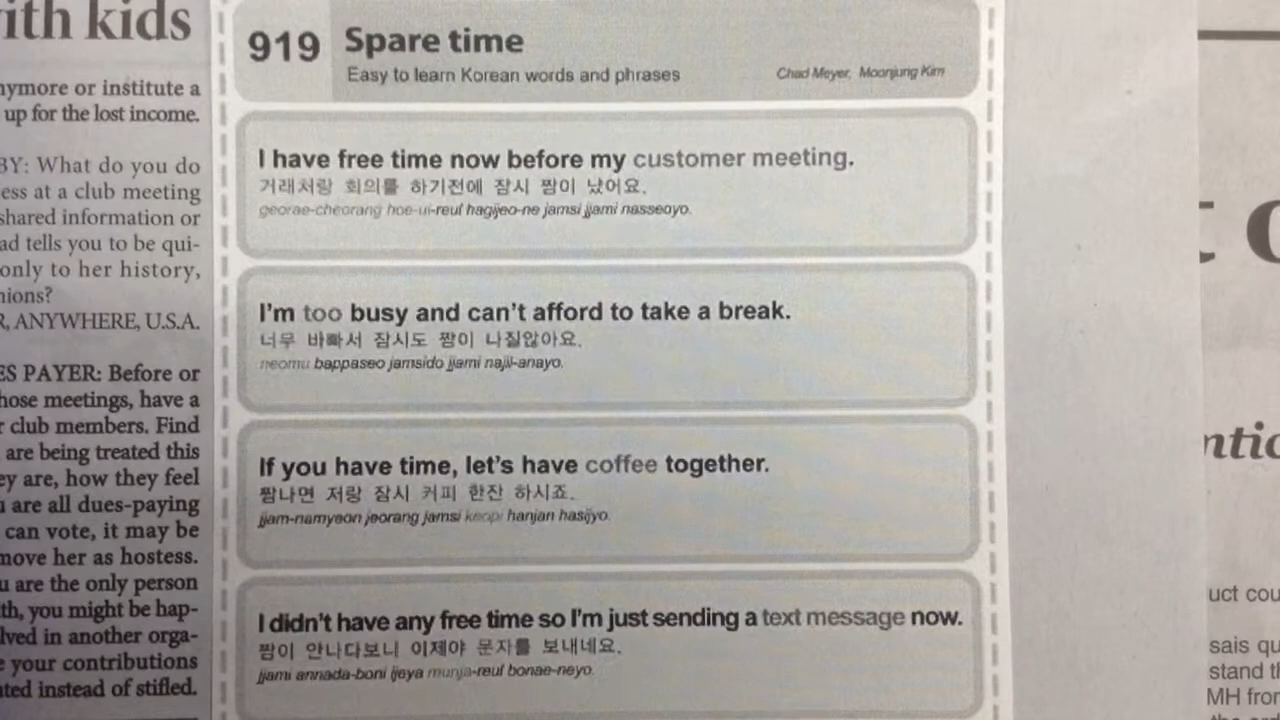 ith kids
nymore or institute a
up for the lost income.
BY: What do you do
ess at a club meeting
shared information or
ad tells you to be qui-
only to her history,
nions?
R, ANYWHERE, U.S.A.
ES PAYER: Before or
hose meetings, have a
r club members. Find
are being treated this
ey are, how they feel
u are all dues-paying
can vote, it may be
move her as hostess.
u are the only person
th, you might be hap-
lved in another orga-
e your contributions
ated instead of stifled.
919 Spare time
Easy to learn Korean words and phrases
Chad Meyer, Moonjung Kim
I have free time now before my customer meeting.
거래처랑 회의를 하기전에 잠시 짬이 났어요.
georae-cheorang hoe-ui-reul hagijeo-ne jamsi jjami nasseoyo.
I'm too busy and can't afford to take a break.
너무 바빠서 잠시도 짬이 나질않아요.
neomu bappaseo jamsido jjami najil-anayo.
If you have time, let's have coffee together.
짬나면 저랑 잠시 커피 한잔 하시죠.
jjam-namyeon jeorang jamsi keopi hanjan hasijyo.
I didn't have any free time so I'm just sending a text message now.
짬이 안나다보니 이제야 문자를 보내네요.
jjami annada-boni ijeya munja-reul bonae-neyo.
t o
ntic
uct cou
sais qu
stand th
MH fron